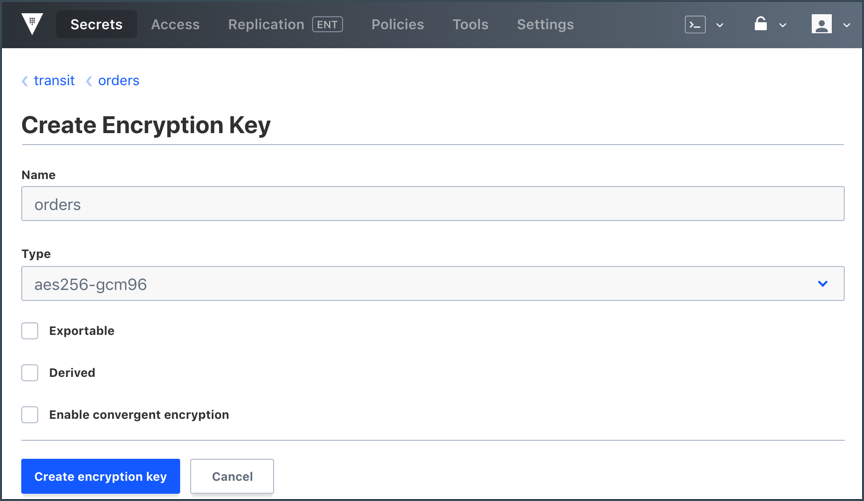 Secrets Access Replication ENT Policies Tools Settings
transit orders
Create Encryption Key
Name
orders
Type
aes256-gcm96
Exportable
Derived
Enable convergent encryption
Create encryption key Cancel